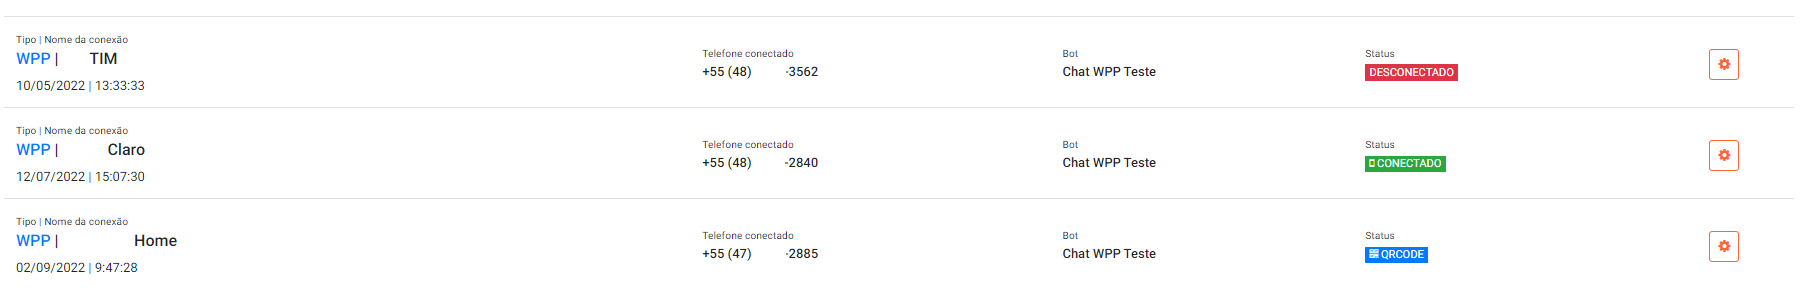 Tipo | Nome da conexão
WPP | TIM
10/05/2022 | 13:33:33
Telefone conectado
+55 (48) -3562
Bot
Chat WPP Teste
Status
DESCONECTADO
Tipo | Nome da conexão
WPP | Claro
12/07/2022 | 15:07:30
Telefone conectado
+55 (48) -2840
Bot
Chat WPP Teste
Status
CONECTADO
Tipo | Nome da conexão
WPP | Home
02/09/2022 | 9:47:28
Telefone conectado
+55 (47) -2885
Bot
Chat WPP Teste
Status
QRCODE